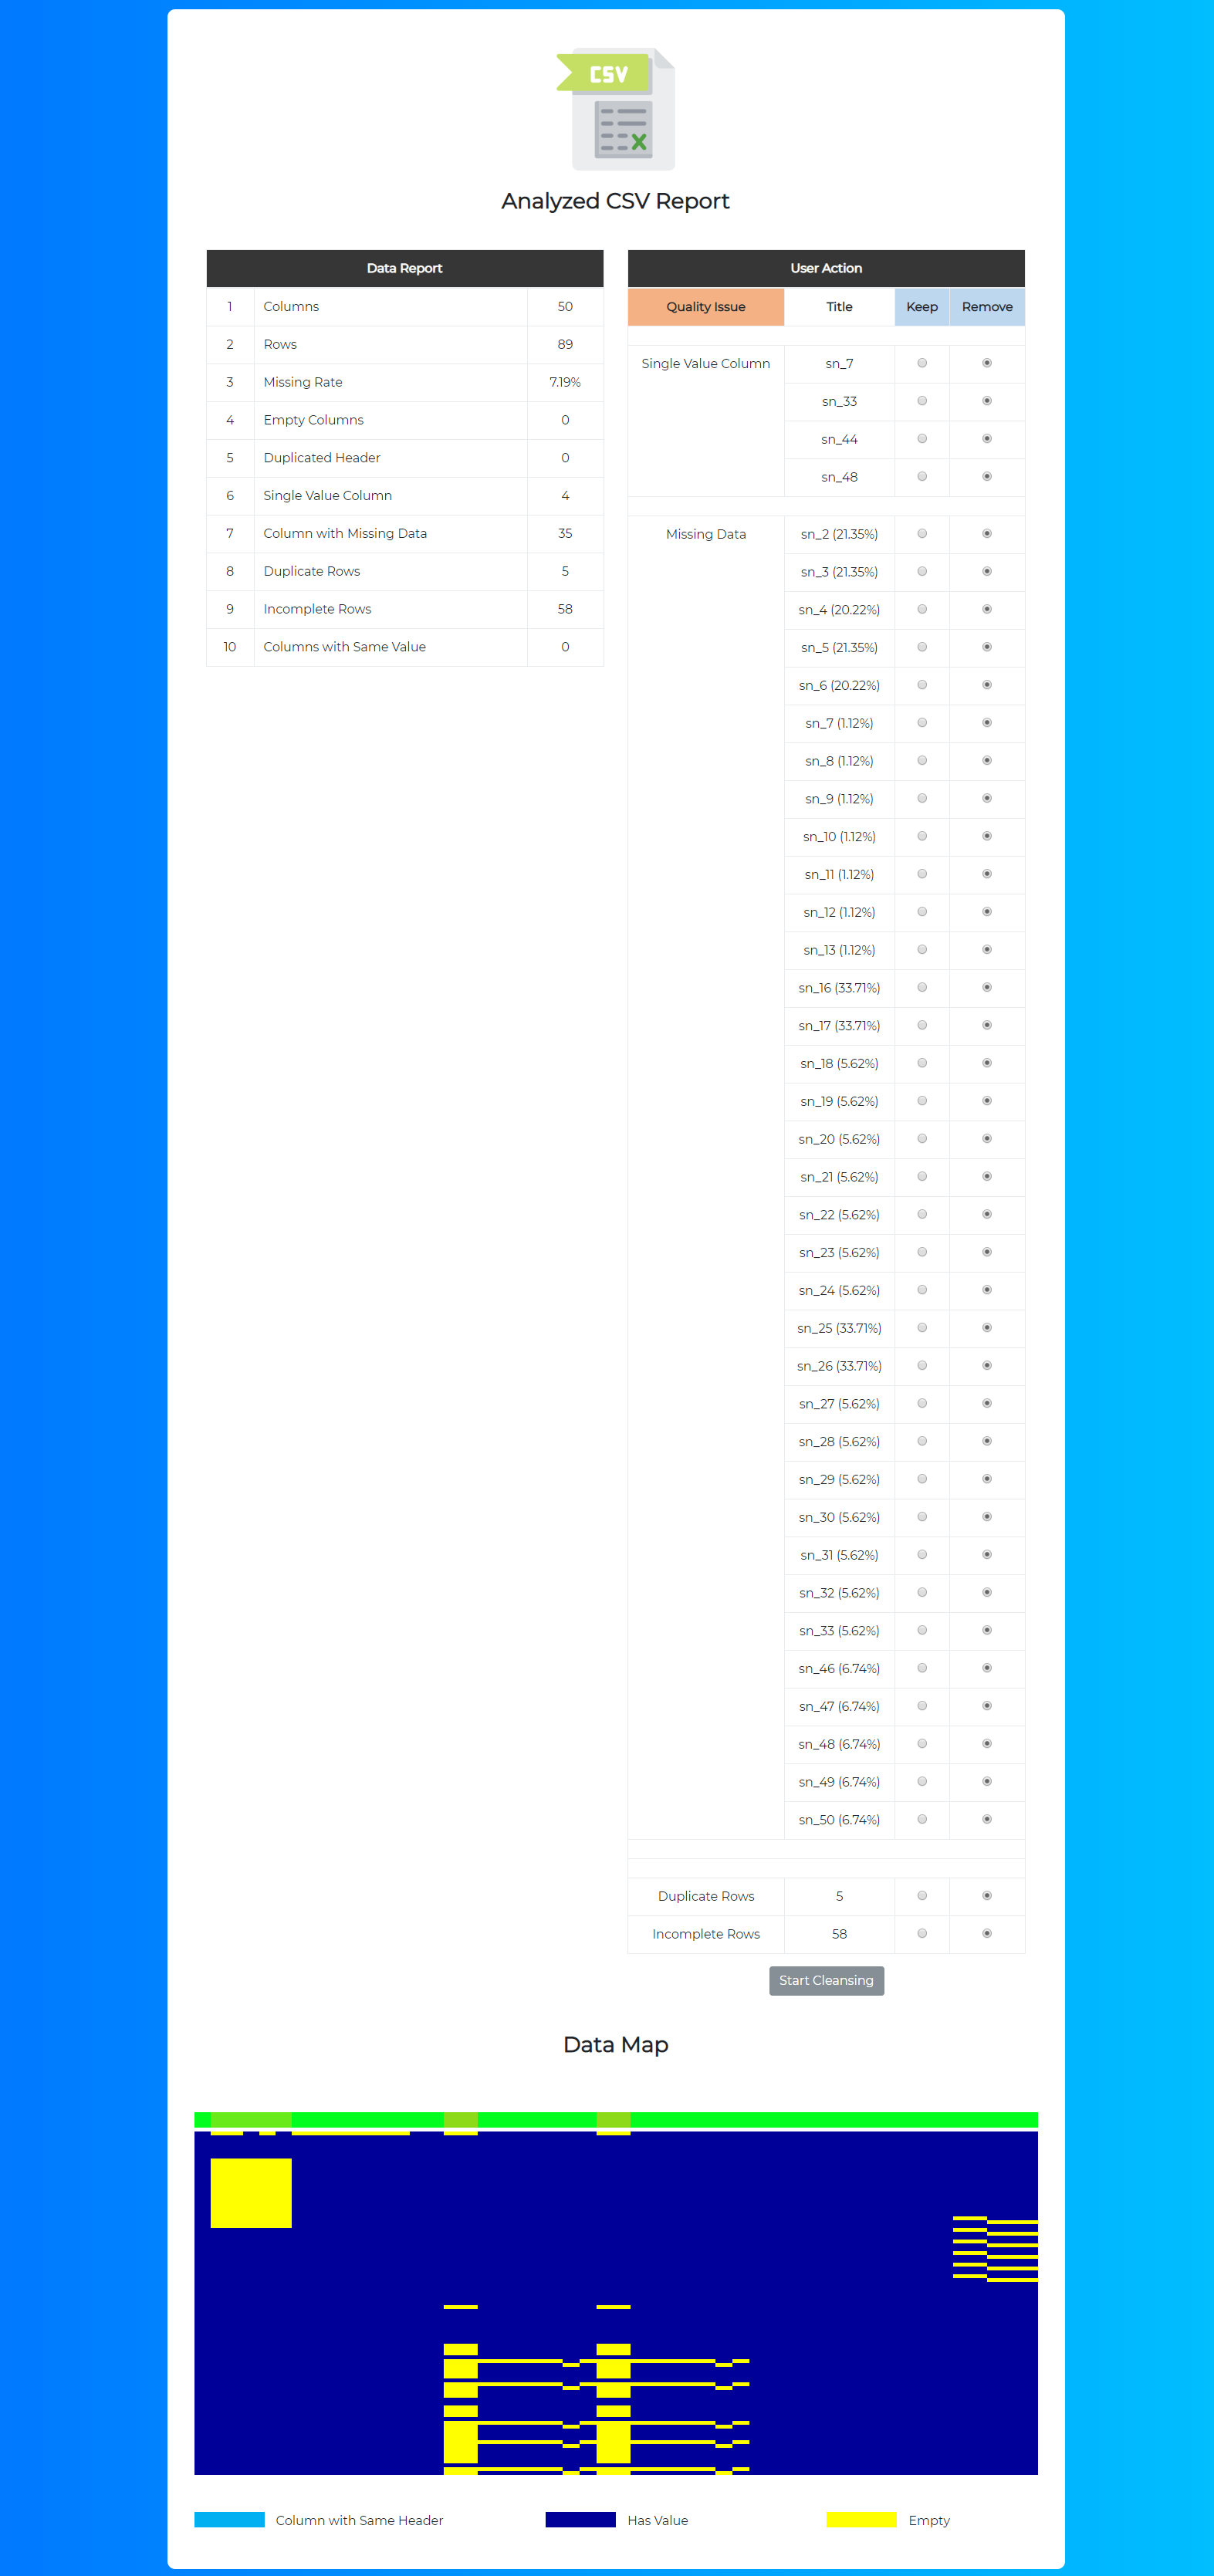 CSV
Analyzed CSV Report
Data Report
1 Columns 50
2 Rows 89
3 Missing Rate 7.19%
4 Empty Columns 0
5 Duplicated Header 0
6 Single Value Column 4
7 Column with Missing Data 35
8 Duplicate Rows 5
9 Incomplete Rows 58
10 Columns with Same Value 0
User Action
Quality Issue Title Keep Remove
Single Value Column sn_7
sn_33
sn_44
sn_48
Missing Data sn_2 (21.35%)
sn_3 (21.35%)
sn_4 (20.22%)
sn_5 (21.35%)
sn_6 (20.22%)
sn_7 (1.12%)
sn_8 (1.12%)
sn_9 (1.12%)
sn_10 (1.12%)
sn_11 (1.12%)
sn_12 (1.12%)
sn_13 (1.12%)
sn_16 (33.71%)
sn_17 (33.71%)
sn_18 (5.62%)
sn_19 (5.62%)
sn_20 (5.62%)
sn_21 (5.62%)
sn_22 (5.62%)
sn_23 (5.62%)
sn_24 (5.62%)
sn_25 (33.71%)
sn_26 (33.71%)
sn_27 (5.62%)
sn_28 (5.62%)
sn_29 (5.62%)
sn_30 (5.62%)
sn_31 (5.62%)
sn_32 (5.62%)
sn_33 (5.62%)
sn_46 (6.74%)
sn_47 (6.74%)
sn_48 (6.74%)
sn_49 (6.74%)
sn_50 (6.74%)
Duplicate Rows 5
Incomplete Rows 58
Start Cleansing
Data Map
Column with Same Header Has Value Empty